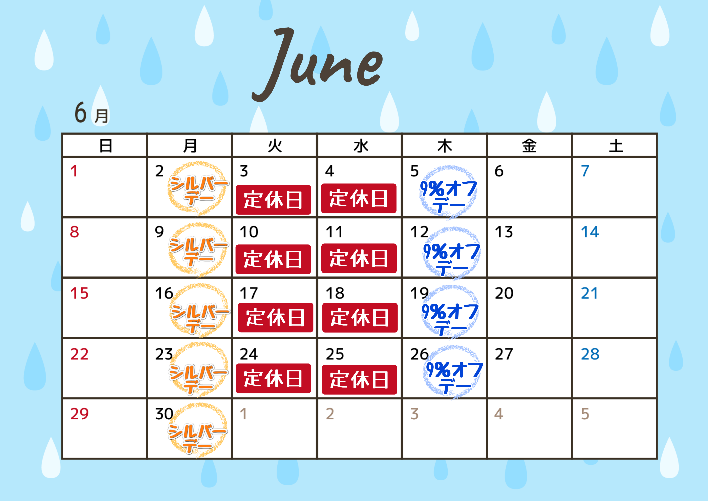 June
6月
日 月 火 水 木 金 土
1 2 3 4 5 6 7
シルバーデー 定休日 定休日 9%オフデー
8 9 10 11 12 13 14
シルバーデー 定休日 定休日 9%オフデー
15 16 17 18 19 20 21
シルバーデー 定休日 定休日 9%オフデー
22 23 24 25 26 27 28
シルバーデー 定休日 定休日 9%オフデー
29 30 1 2 3 4 5
シルバーデー